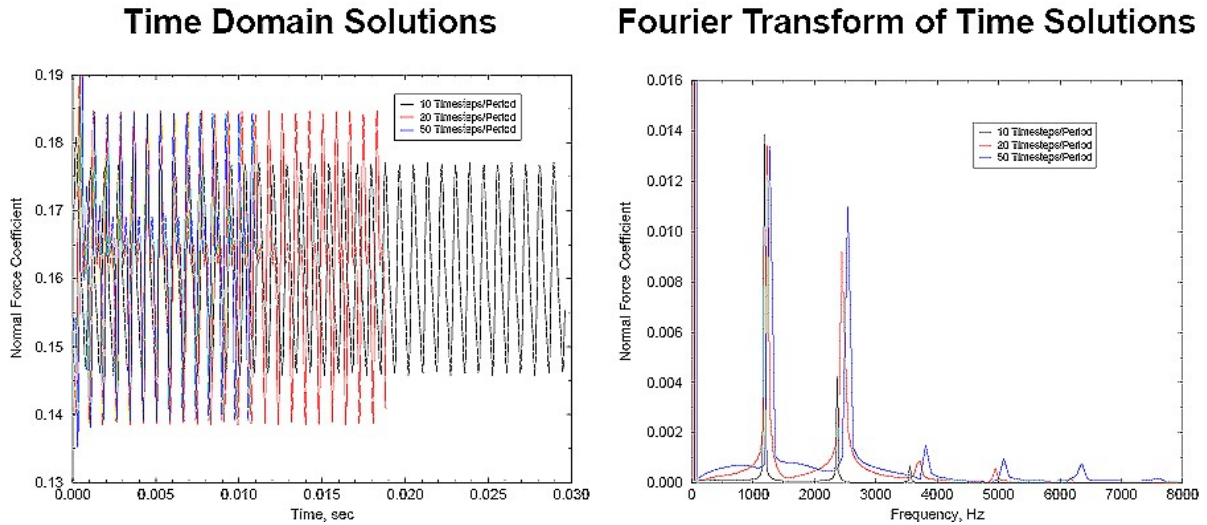 Time Domain Solutions
Fourier Transform of Time Solutions
0.19
0.18
0.17
0.16
0.15
0.14
0.13
Normal Force Coefficient
10 Timesteps/Period
20 Timesteps/Period
50 Timesteps/Period
0.000 0.005 0.010 0.015 0.020 0.025 0.030
Time, sec
0.016
0.014
0.012
0.010
0.008
0.006
0.004
0.002
0.000
Normal Force Coefficient
10 Timesteps/Period
20 Timesteps/Period
50 Timesteps/Period
0 1000 2000 3000 4000 5000 6000 7000 8000
Frequency, Hz